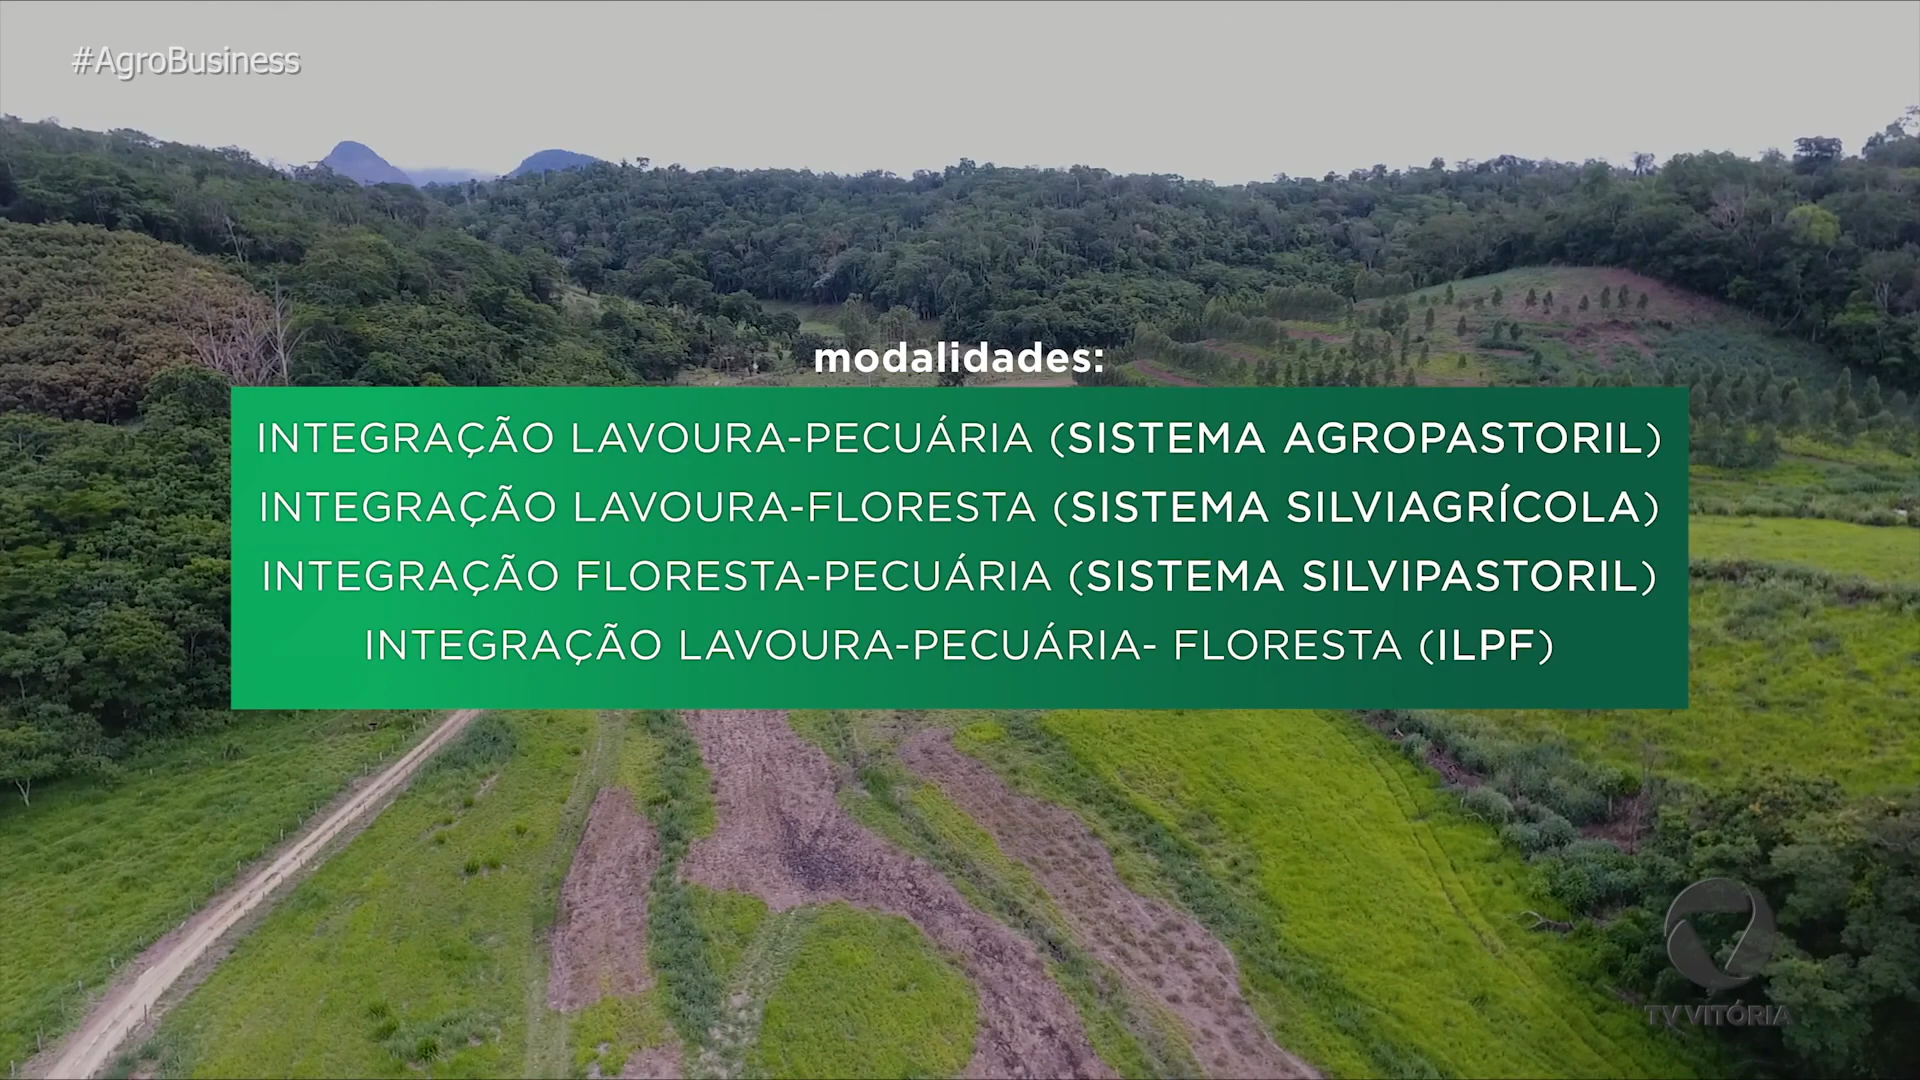 #AgroBusiness
modalidades:
INTEGRAÇÃO LAVOURA-PECUÁRIA (SISTEMA AGROPASTORIL)
INTEGRAÇÃO LAVOURA-FLORESTA (SISTEMA SILVIAGRÍCOLA)
INTEGRAÇÃO FLORESTA-PECUÁRIA (SISTEMA SILVIPASTORIL)
INTEGRAÇÃO LAVOURA-PECUÁRIA- FLORESTA (ILPF)
TV VITÓRIA